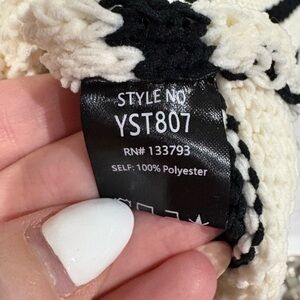 STYLE NO
YST807
RN# 133793
SELF: 100% Polyester